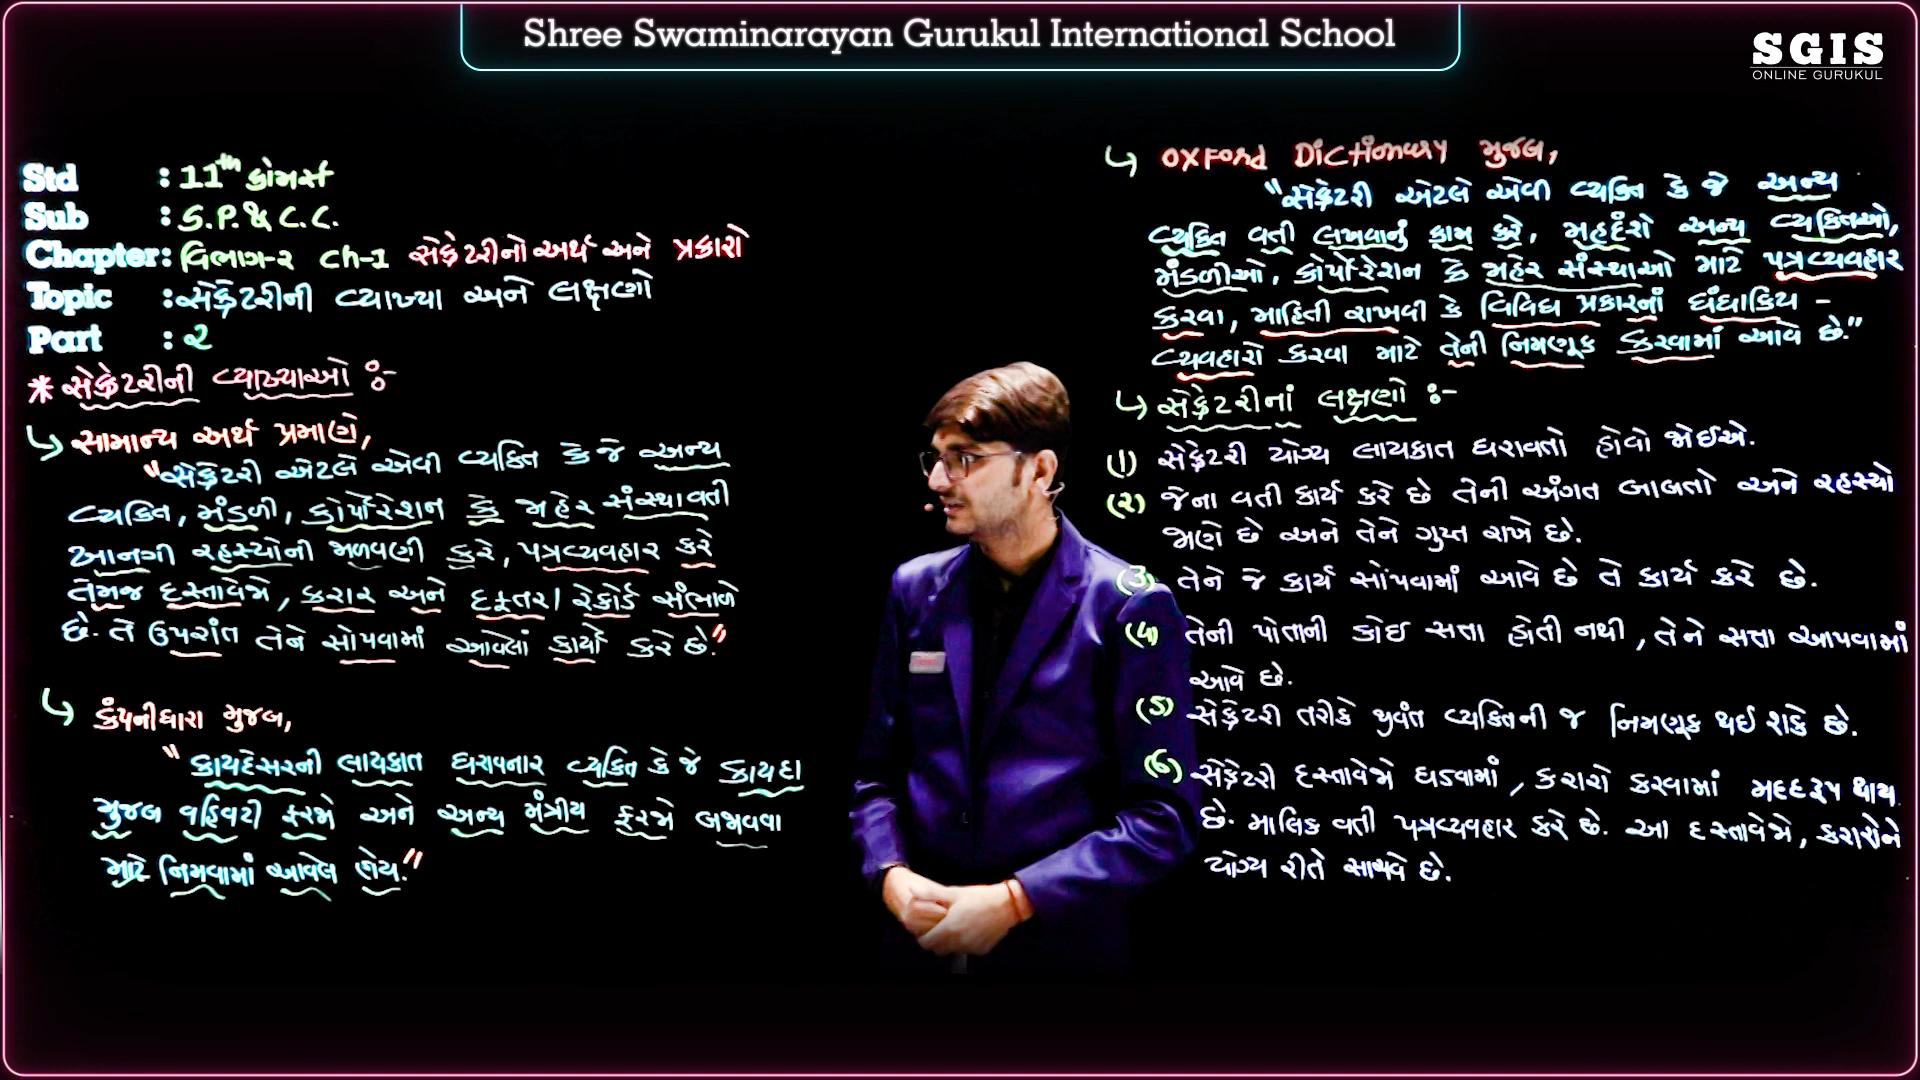 Shree Swaminarayan Gurukul International School
SGIS
ONLINE GURUKUL
Std : 11th કોમર્સ
Sub : S.P. & C.C.
Chapter: વિભાગ-૨ ch-1 સેક્રેટરીનો અર્થ અને પ્રકારો
Topic : સેક્રેટરીની વ્યાખ્યા અને લક્ષણો
Part : ૨
* સેક્રેટરીની વ્યાખ્યાઓ :-
↳ સામાન્ય અર્થ પ્રમાણે,
"સેક્રેટરી એટલે એવી વ્યક્તિ કે જે અન્ય
વ્યક્તિ, મંડળી, કોર્પોરેશન કે જાહેર સંસ્થા વતી
ખાનગી રહસ્યોની જાળવણી કરે, પત્રવ્યવહાર કરે
તેમજ દસ્તાવેજો, કરાર અને દફતર/રેકોર્ડ સંભાળે
છે. તે ઉપરાંત તેને સોંપવામાં આવેલાં કાર્યો કરે છે."
↳ કંપનીધારા મુજબ,
"કાયદેસરની લાયકાત ધરાવનાર વ્યક્તિ કે જે કાયદા
મુજબ વહિવટી ફરજો અને અન્ય મંત્રીય ફરજો બજાવવા
માટે નિમવામાં આવેલ હોય."
↳ OXFord Dictionary મુજબ,
"સેક્રેટરી એટલે એવી વ્યક્તિ કે જે અન્ય
વ્યક્તિ વતી લખવાનું કામ કરે, મહદંશે અન્ય વ્યક્તિઓ,
મંડળીઓ, કોર્પોરેશન કે જાહેર સંસ્થાઓ માટે પત્રવ્યવહાર
કરવા, માહિતી રાખવી કે વિવિધ પ્રકારનાં ધંધાકિય -
વ્યવહારો કરવા માટે તેની નિમણૂક કરવામાં આવે છે."
↳ સેક્રેટરીનાં લક્ષણો :-
(1) સેક્રેટરી યોગ્ય લાયકાત ધરાવતો હોવો જોઈએ.
(૨) જેના વતી કાર્ય કરે છે તેની અંગત બાબતો અને રહસ્યો
જાણે છે અને તેને ગુપ્ત રાખે છે.
(3) તેને જે કાર્ય સોંપવામાં આવે છે તે કાર્ય કરે છે.
(4) તેની પોતાની કોઈ સત્તા હોતી નથી, તેને સત્તા આપવામાં
આવે છે.
(5) સેક્રેટરી તરીકે જીવંત વ્યક્તિની જ નિમણૂક થઈ શકે છે.
(6) સેક્રેટરી દસ્તાવેજો ઘડવામાં, કરારો કરવામાં મદદરૂપ થાય
છે. માલિક વતી પત્રવ્યવહાર કરે છે. આ દસ્તાવેજો, કરારોને
યોગ્ય રીતે સાચવે છે.